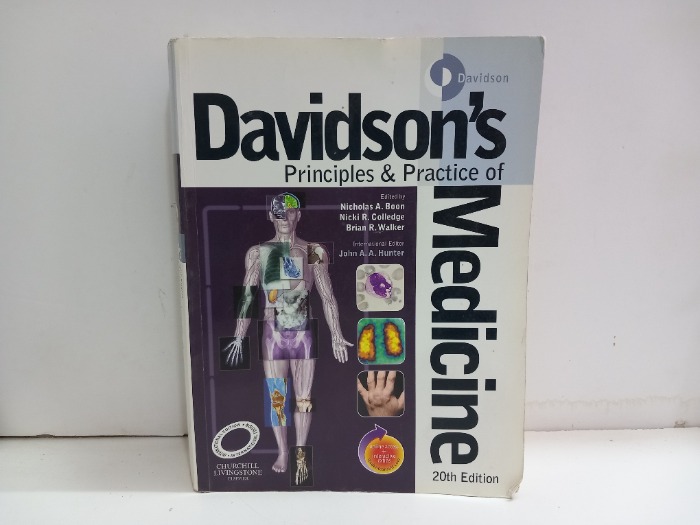 Davidson
Davidson's
Principles & Practice of
Medicine
Edited by
Nicholas A. Boon
Nicki R. Colledge
Brian R. Walker
International Editor
John A. A. Hunter
CHURCHILL
LIVINGSTONE
ELSEVIER
20th Edition